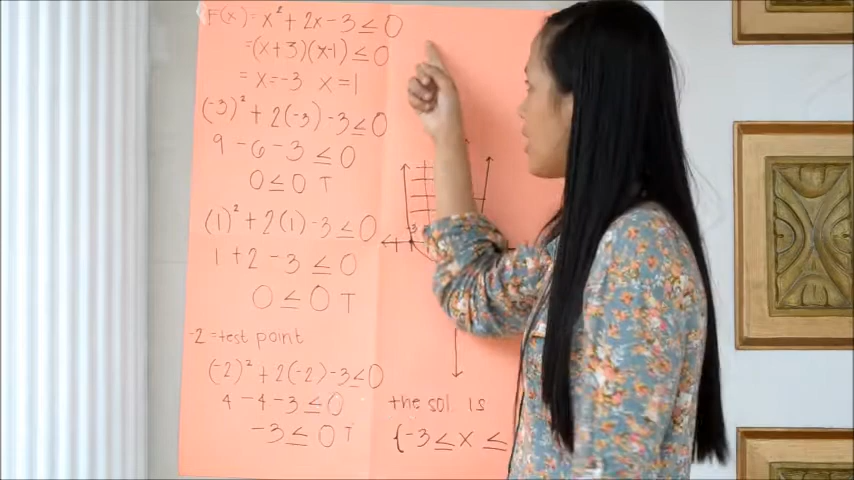 F(x) = x² + 2x - 3 ≤ 0
= (x+3)(x-1) ≤ 0
= x = -3 x = 1
(-3)² + 2(-3) - 3 ≤ 0
9 - 6 - 3 ≤ 0
0 ≤ 0 T
(1)² + 2(1) - 3 ≤ 0
1 + 2 - 3 ≤ 0
0 ≤ 0 T
-2 = test point
(-2)² + 2(-2) - 3 ≤ 0
4 - 4 - 3 ≤ 0
-3 ≤ 0 T
-3
the sol. is
{-3 ≤ x ≤